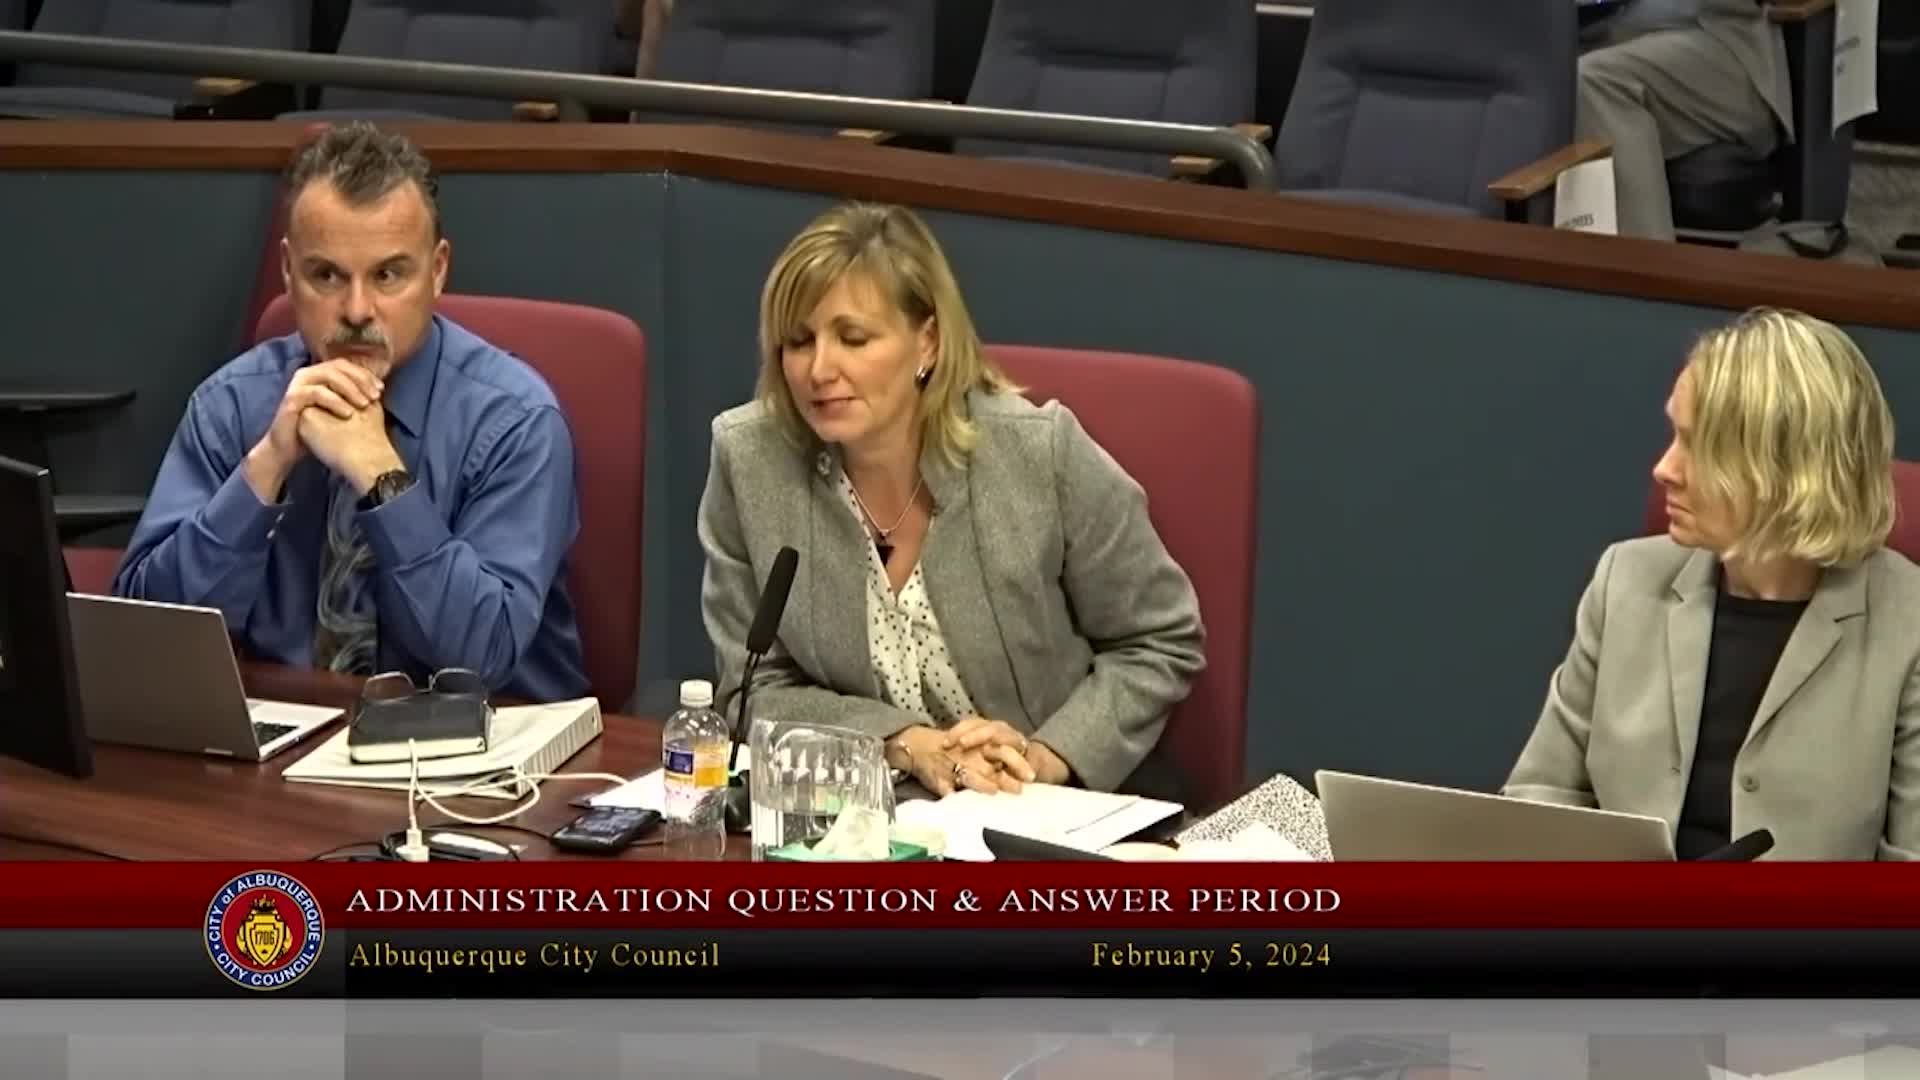 ADMINISTRATION QUESTION & ANSWER PERIOD
CITY of ALBUQUERQUE
1706
CITY COUNCIL
Albuquerque City Council
February 5, 2024